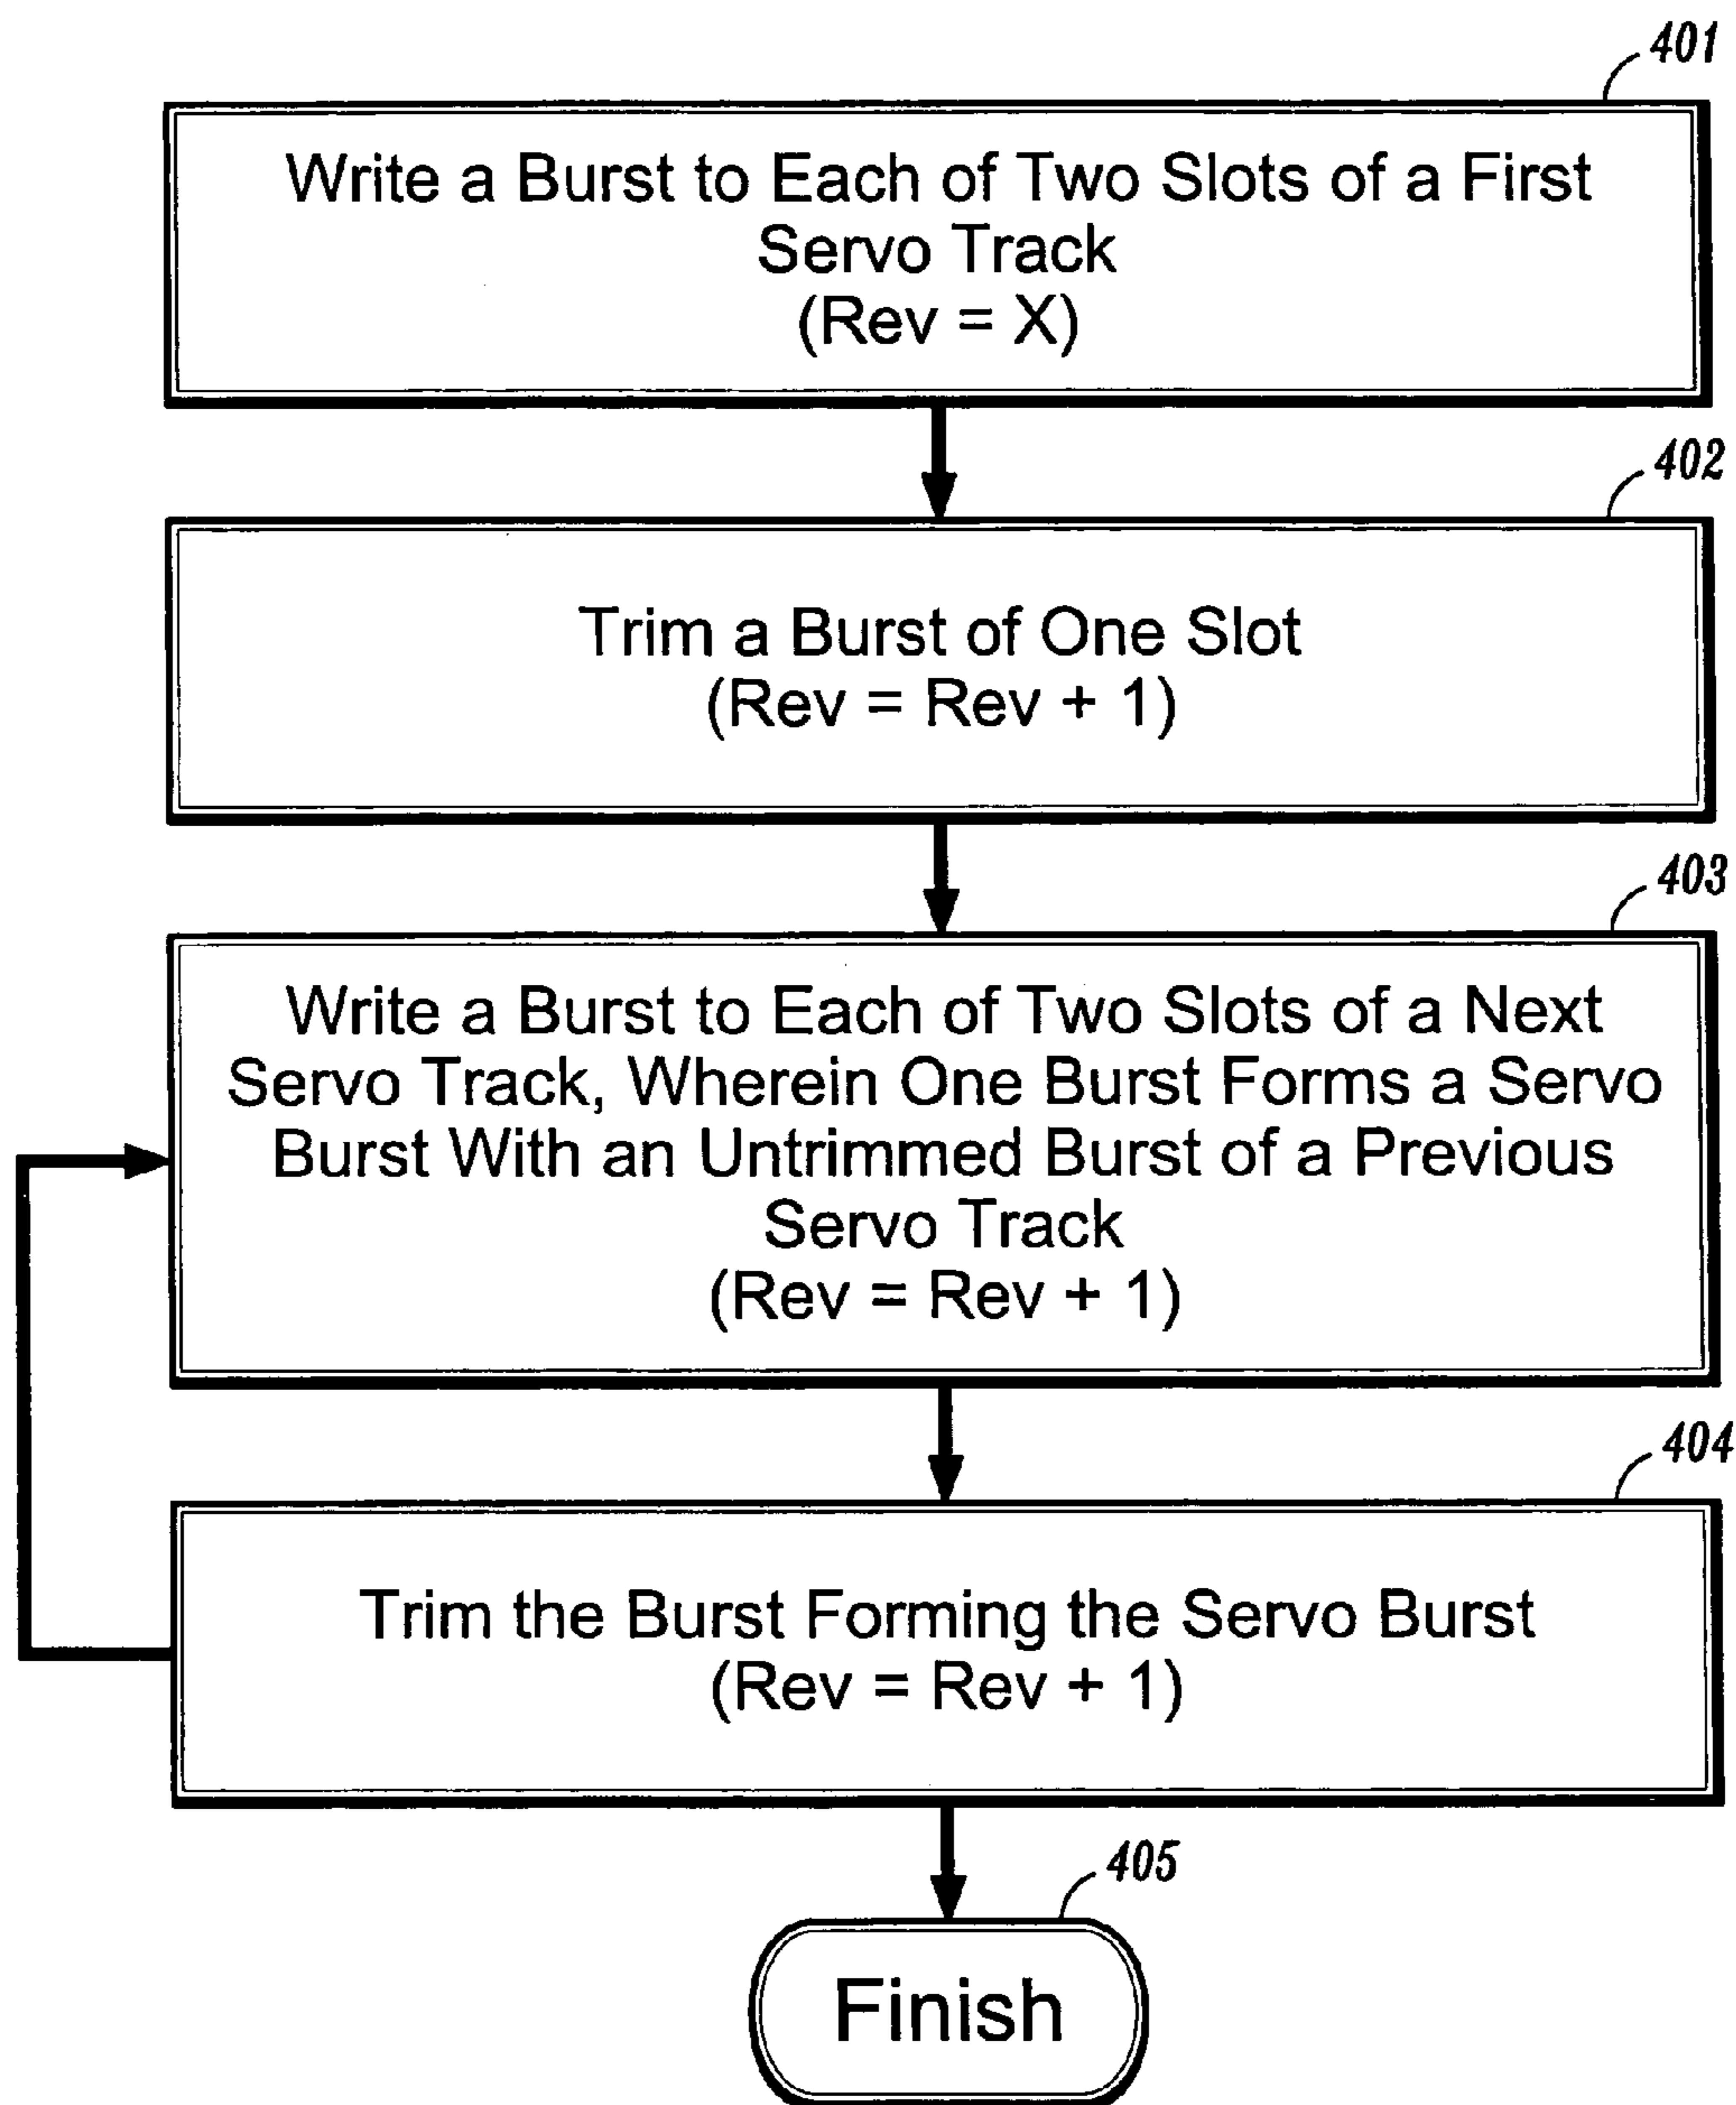 401
Write a Burst to Each of Two Slots of a First
Servo Track
(Rev = X)
402
Trim a Burst of One Slot
(Rev = Rev + 1)
403
Write a Burst to Each of Two Slots of a Next
Servo Track, Wherein One Burst Forms a Servo
Burst With an Untrimmed Burst of a Previous
Servo Track
(Rev = Rev + 1)
404
Trim the Burst Forming the Servo Burst
(Rev = Rev + 1)
405
Finish